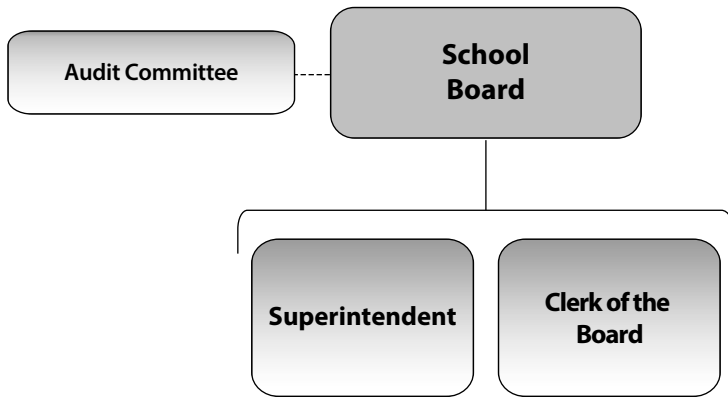 School
Board
Audit Committee
Superintendent
Clerk of the
Board